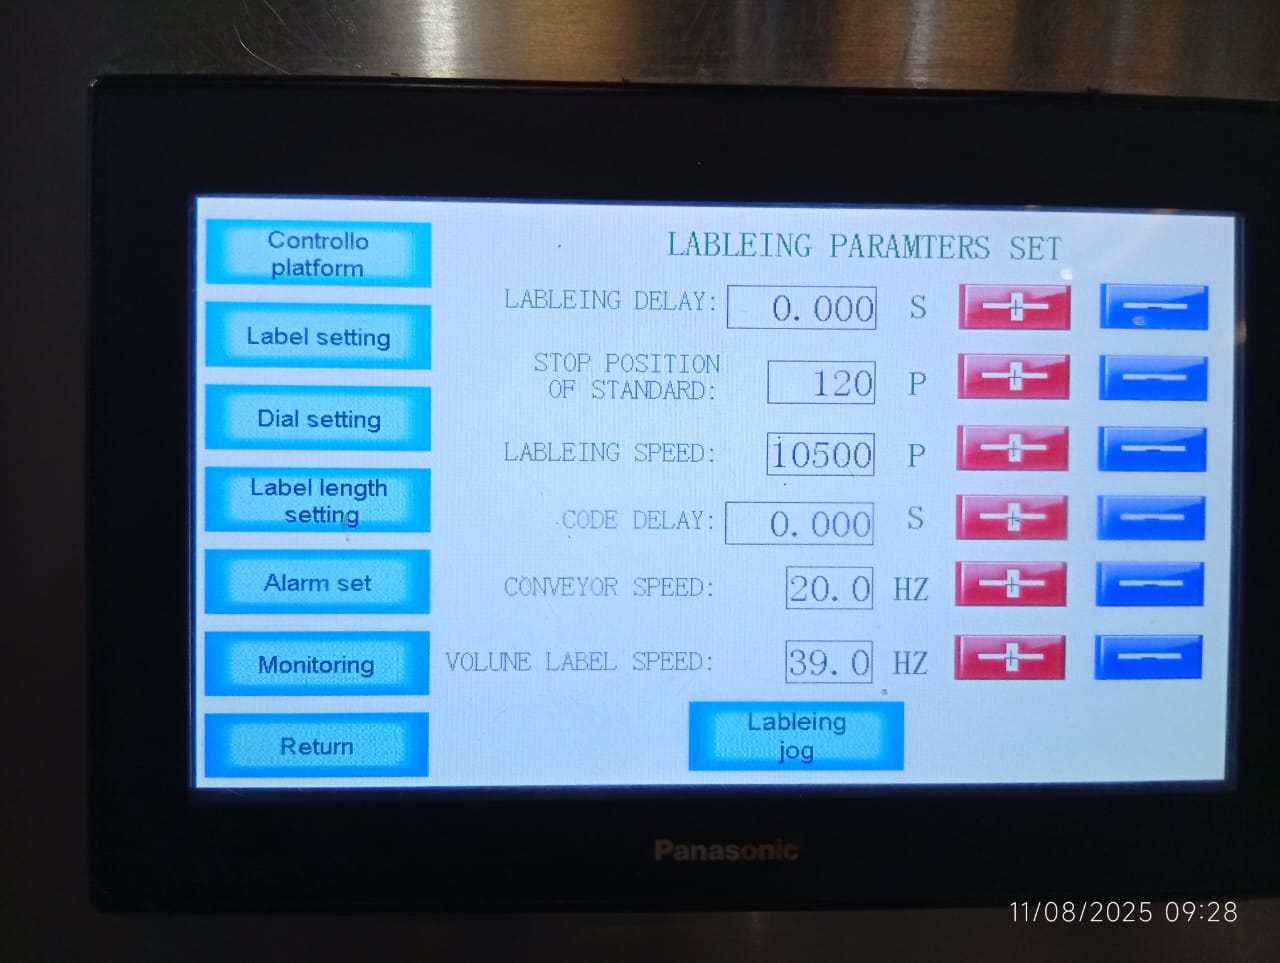 Controllo
platform
Label setting
Dial setting
Label length
setting
Alarm set
Monitoring
Return
LABLEING PARAMTERS SET
LABLEING DELAY: 0.000 S + —
STOP POSITION
OF STANDARD: 120 P + —
LABLEING SPEED: 10500 P + —
CODE DELAY: 0.000 S + —
CONVEYOR SPEED: 20.0 HZ + —
VOLUNE LABEL SPEED: 39.0 HZ + —
Lableing
jog
Panasonic
11/08/2025 09:28